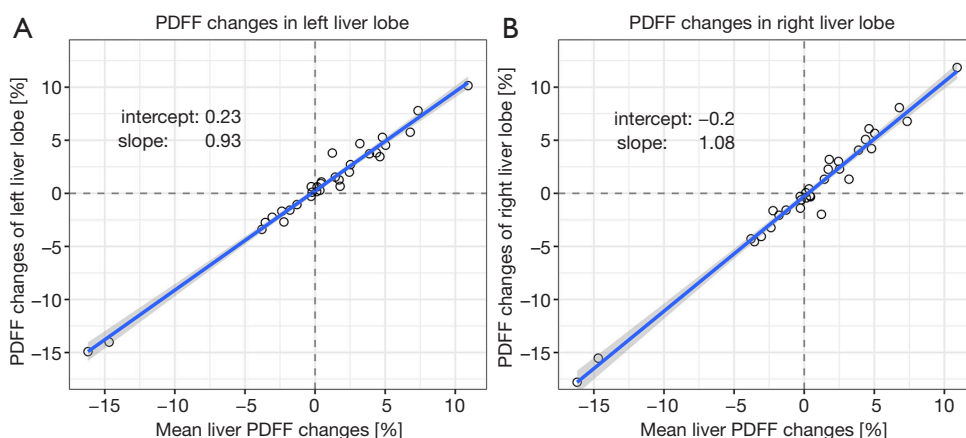 A
PDFF changes in left liver lobe
PDFF changes of left liver lobe [%]
intercept: 0.23
slope: 0.93
10
5
0
−5
−10
−15
−15 −10 −5 0 5 10
Mean liver PDFF changes [%]
B
PDFF changes in right liver lobe
PDFF changes of right liver lobe [%]
intercept: −0.2
slope: 1.08
10
5
0
−5
−10
−15
−15 −10 −5 0 5 10
Mean liver PDFF changes [%]